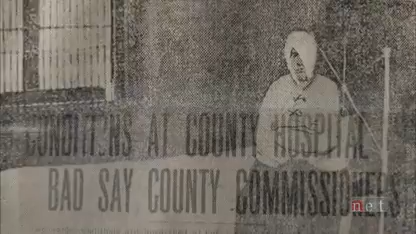 CONDITIONS AT COUNTY HOSPITAL
BAD SAY COUNTY COMMISSIONERS
net